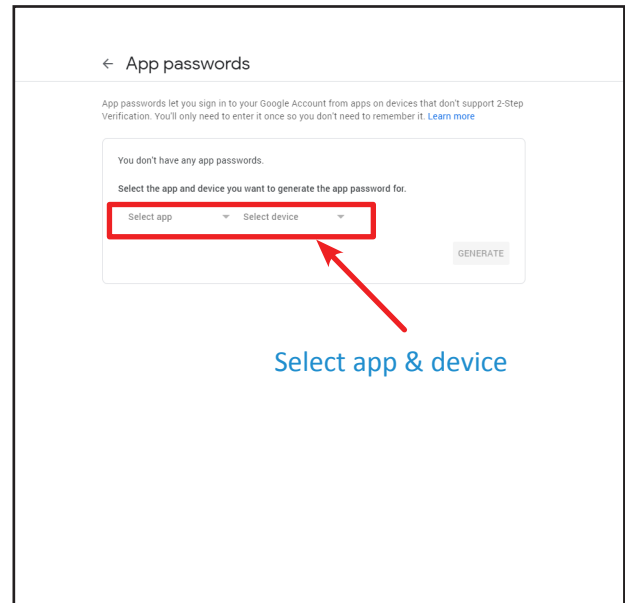 App passwords
App passwords let you sign in to your Google Account from apps on devices that don't support 2-Step
Verification. You'll only need to enter it once so you don't need to remember it. Learn more
You don't have any app passwords.
Select the app and device you want to generate the app password for.
Select app Select device
GENERATE
Select app & device